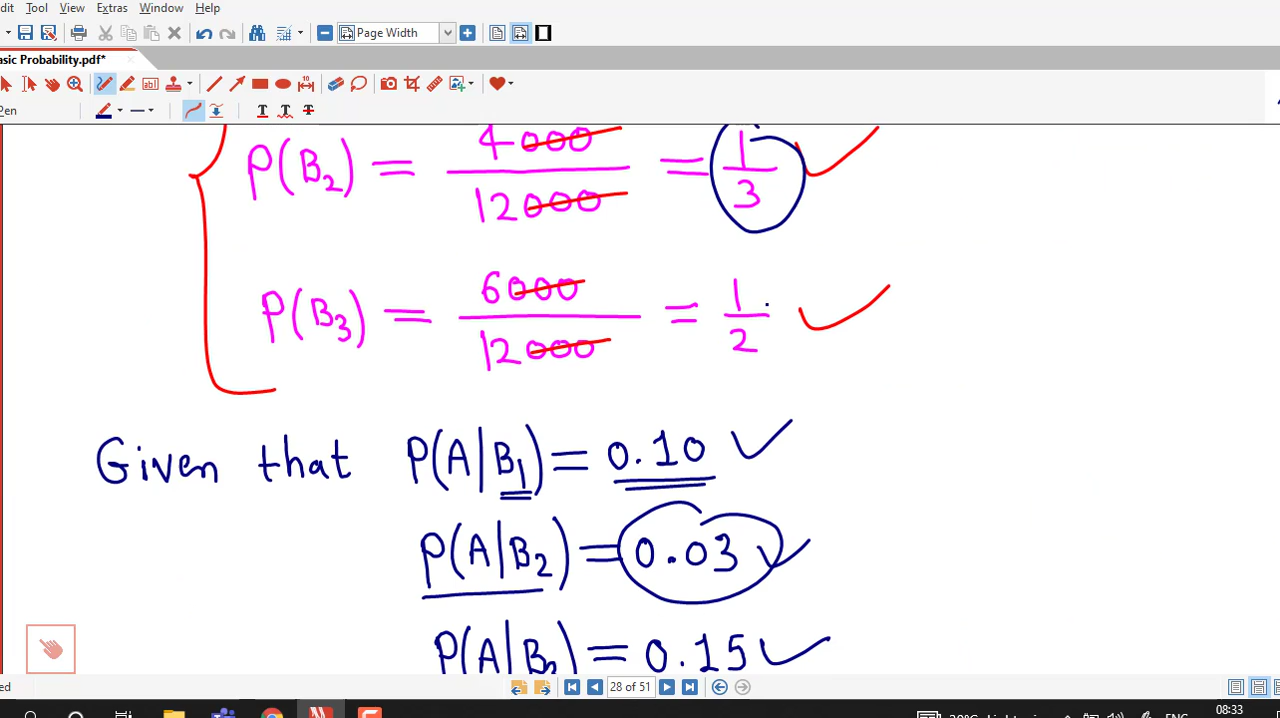 dit Tool View Extras Window Help
Page Width
asic Probability.pdf*
Pen
P(B2) = 4000/12000 = 1/3
P(B3) = 6000/12000 = 1/2
Given that P(A|B1) = 0.10
P(A|B2) = 0.03
P(A|B3) = 0.15
28 of 51
ed
08:33
ENG